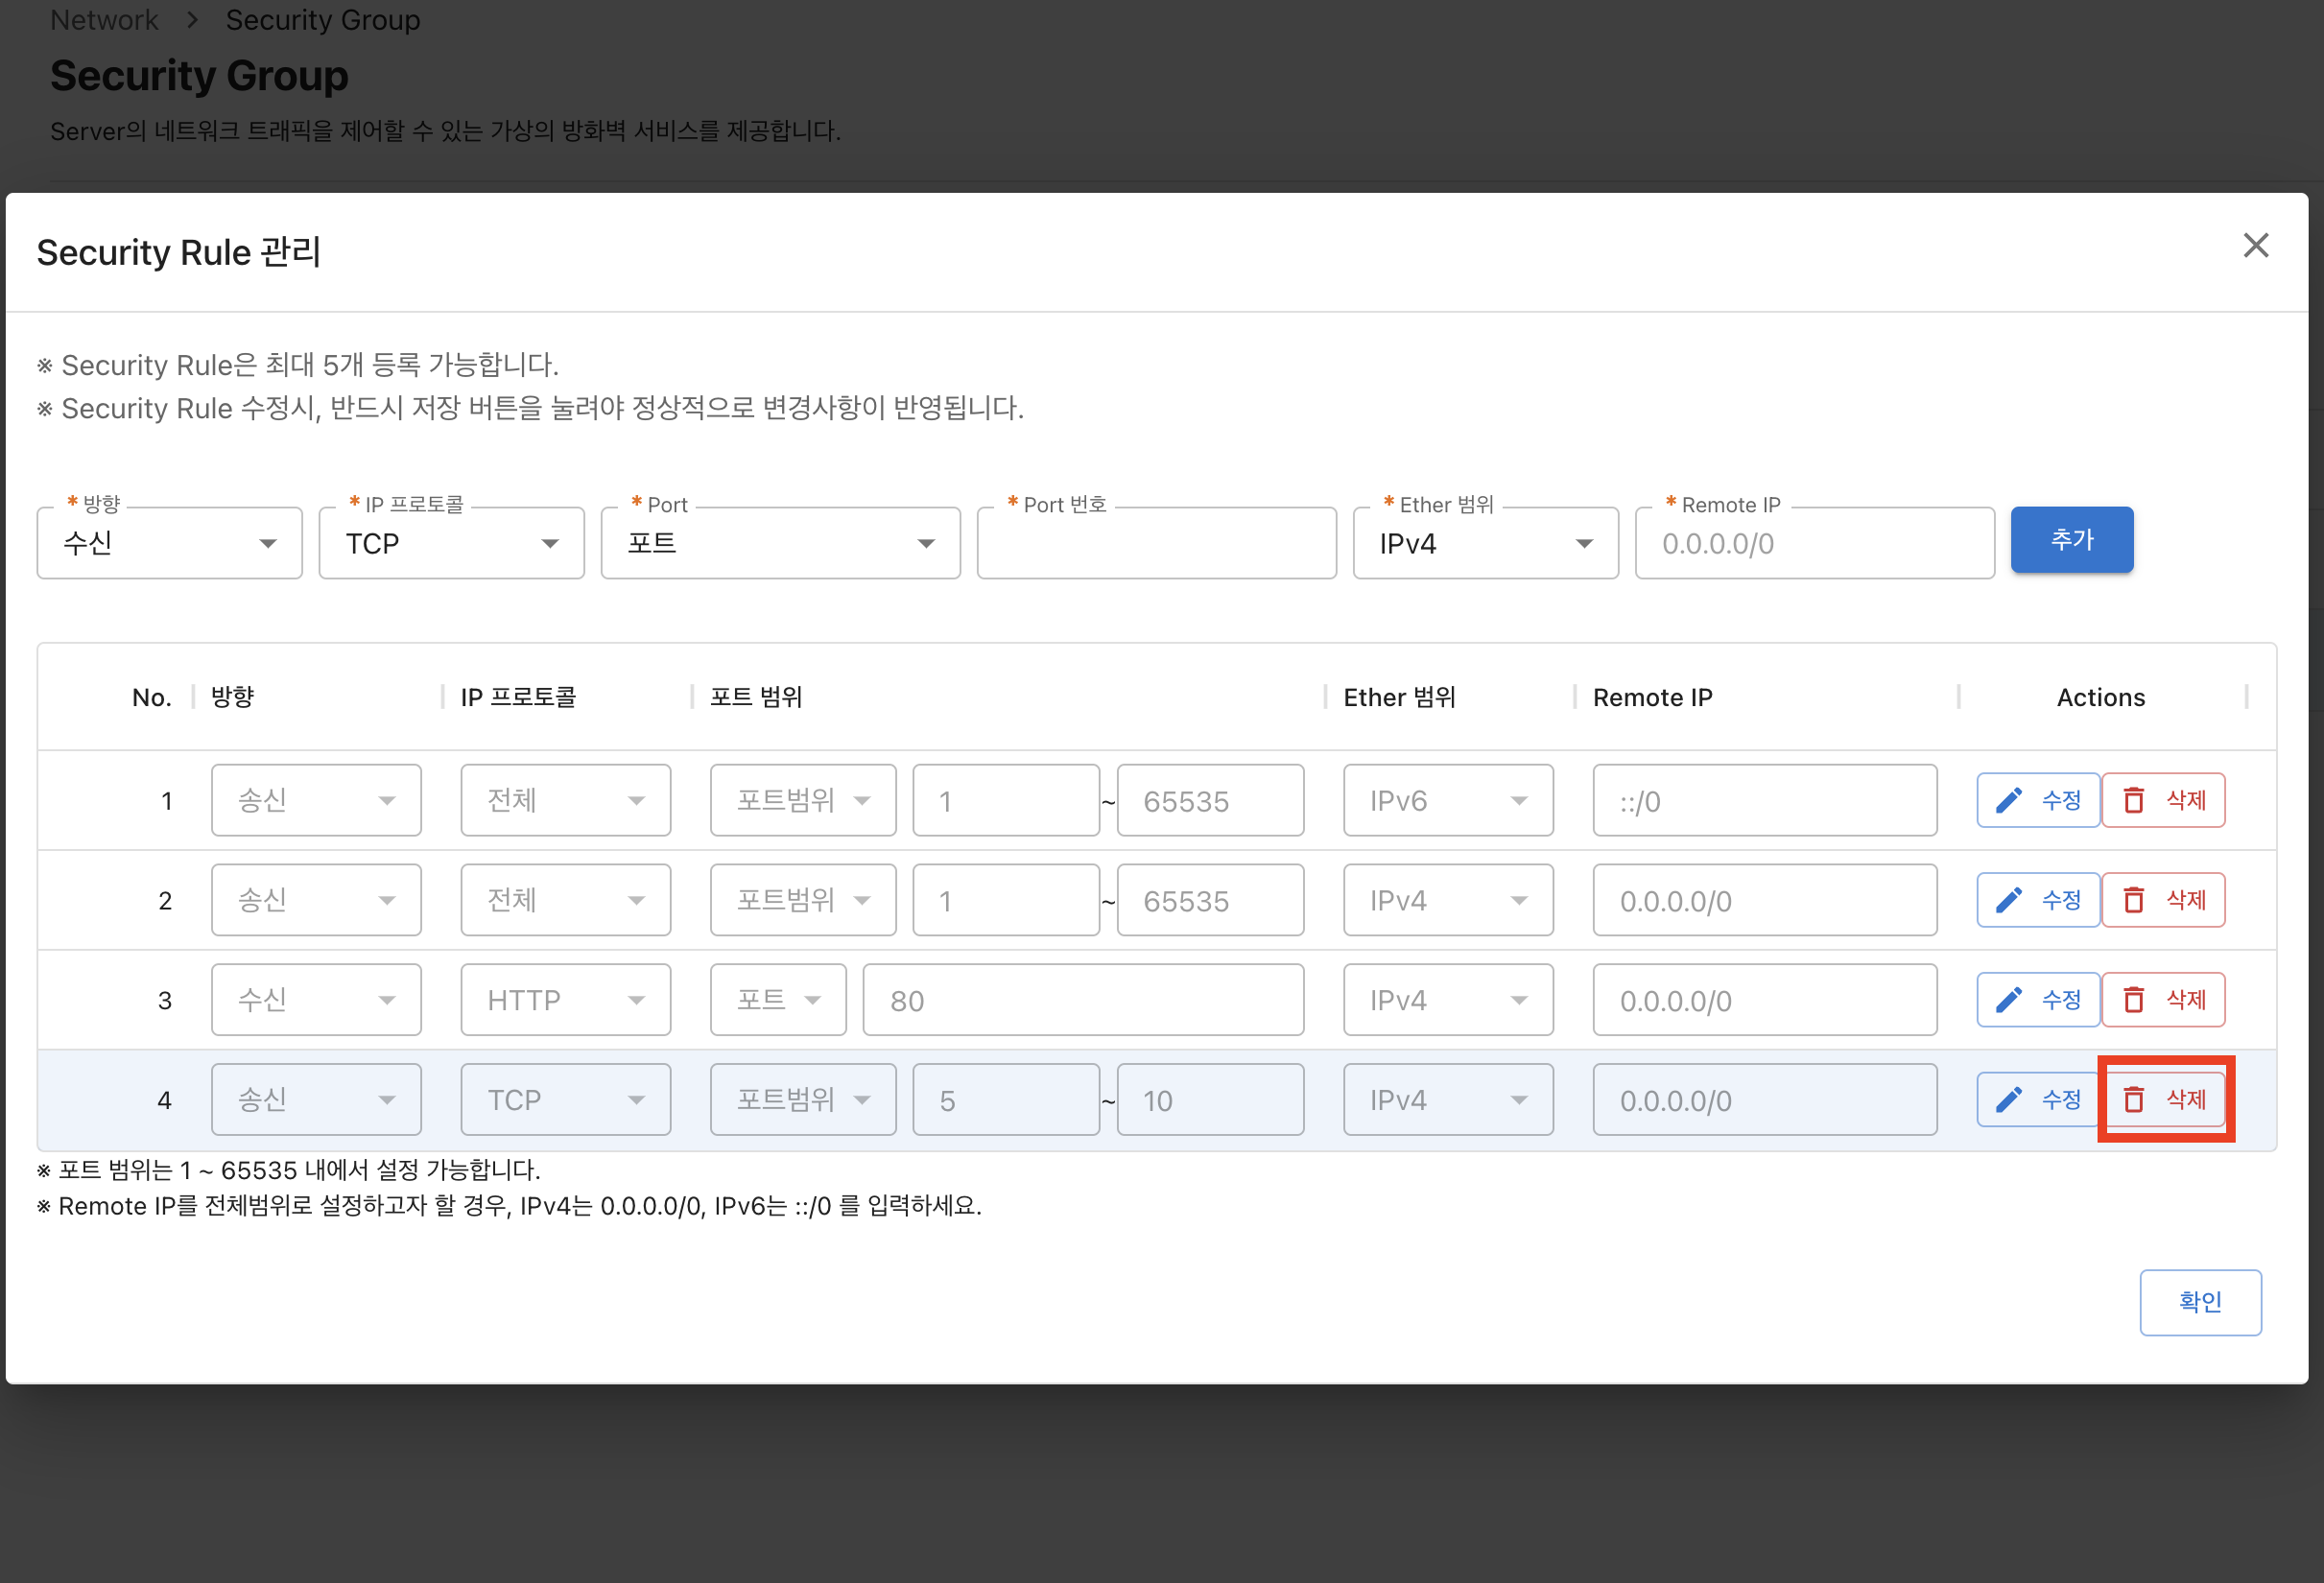 Network > Security Group
Security Group
Server의 네트워크 트래픽을 제어할 수 있는 가상의 방화벽 서비스를 제공합니다.
Security Rule 관리
※ Security Rule은 최대 5개 등록 가능합니다.
※ Security Rule 수정시, 반드시 저장 버튼을 눌려야 정상적으로 변경사항이 반영됩니다.
* 방향 * IP 프로토콜 * Port * Port 번호 * Ether 범위 * Remote IP
수신 TCP 포트 IPv4 0.0.0.0/0 추가
No. 방향 IP 프로토콜 포트 범위 Ether 범위 Remote IP Actions
1 송신 전체 포트범위 1 ~ 65535 IPv6 ::/0 수정 삭제
2 송신 전체 포트범위 1 ~ 65535 IPv4 0.0.0.0/0 수정 삭제
3 수신 HTTP 포트 80 IPv4 0.0.0.0/0 수정 삭제
4 송신 TCP 포트범위 5 ~ 10 IPv4 0.0.0.0/0 수정 삭제
※ 포트 범위는 1 ~ 65535 내에서 설정 가능합니다.
※ Remote IP를 전체범위로 설정하고자 할 경우, IPv4는 0.0.0.0/0, IPv6는 ::/0 를 입력하세요.
확인